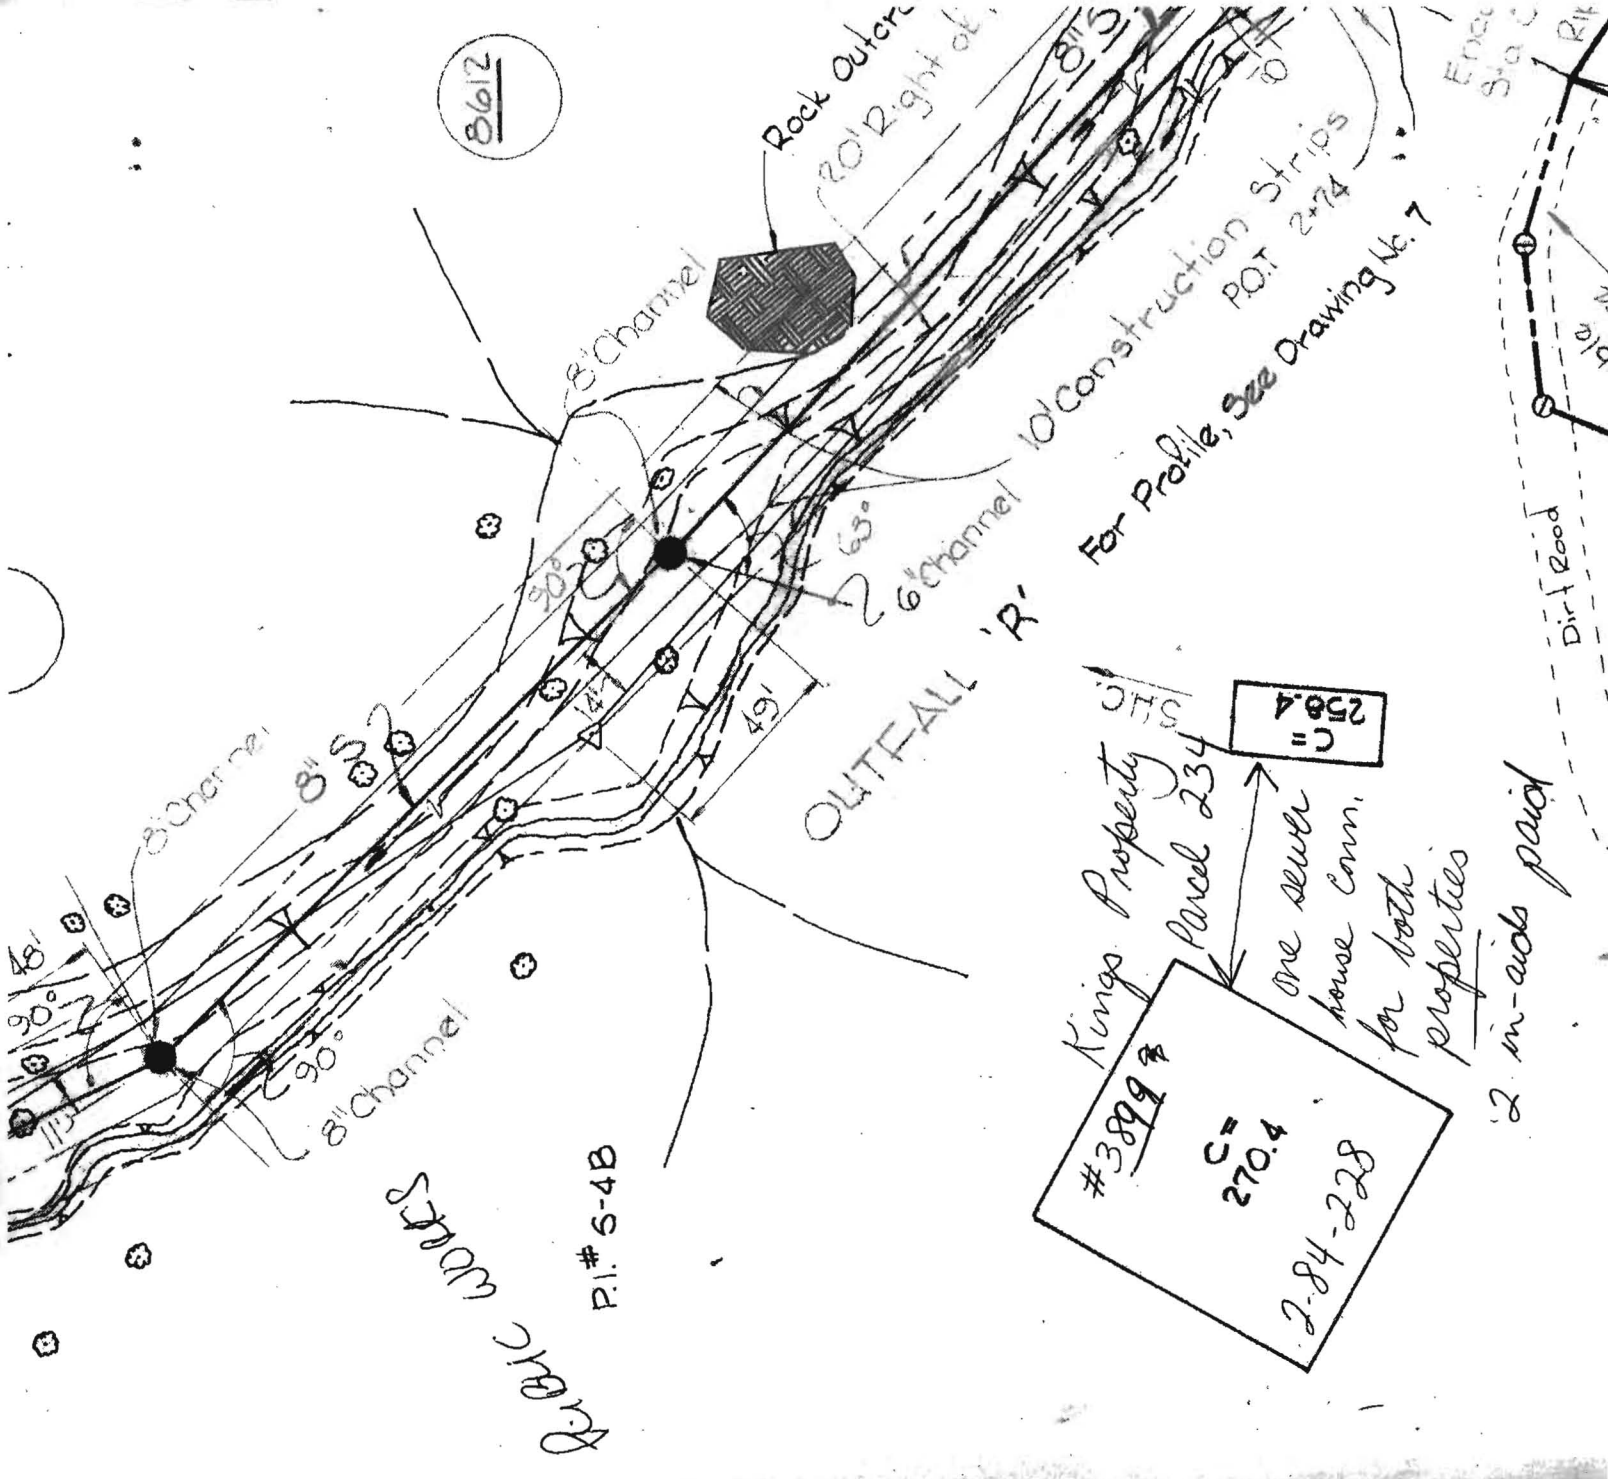 8612
Rock Outcro
20' Right of
8" S
8" Channel
10' Construction Strips
P.O.T 2+74
For Profile, See Drawing No. 7
63°
6" Channel
90°
14'
49'
OUTFALL 'R'
8" S
8" Channel
48'
90°
11'
90°
8" Channel
Public Works
P.I.# 5-4B
S.H.C.
C=
258.4
Kings Property
Parcel 234
one sewer
house conn.
for both
properties
2 in-aids paid
#3899
C=
270.4
2-84-228
Dirt Road